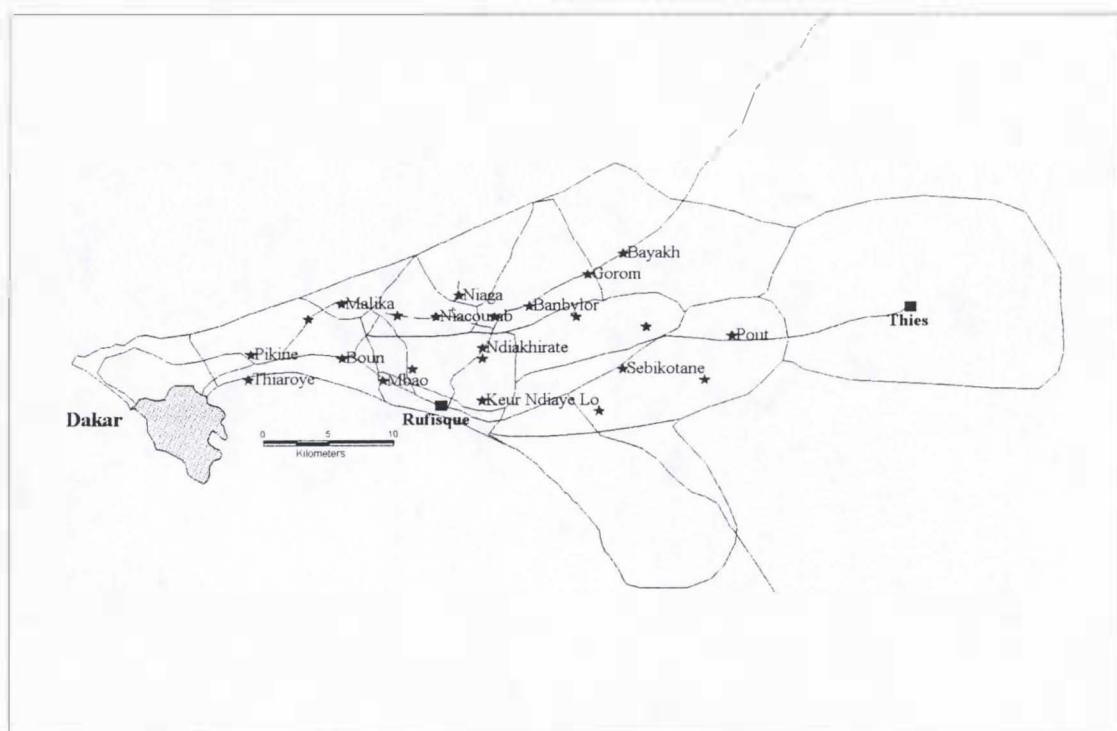 Bayakh
Gorom
Niaga
Malika
Banbylor
Niacourab
Thies
Pout
Ndiakhirate
Pikine
Boun
Sebikotane
Thiaroye
Mbao
Keur Ndiaye Lo
Dakar
Rufisque
0 5 10
Kilometers